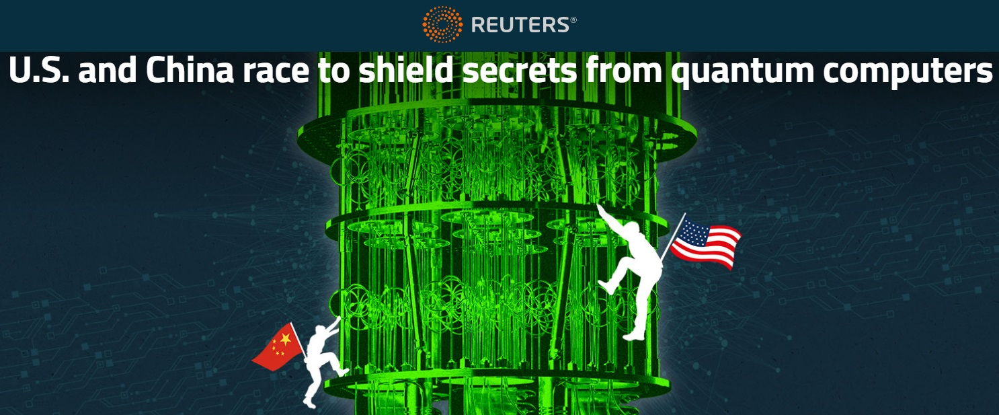 REUTERS®
U.S. and China race to shield secrets from quantum computers